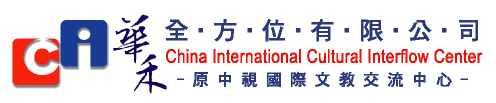 ci
華禾
全・方・位・有・限・公・司
China International Cultural Interflow Center
-原中視國際文教交流中心-